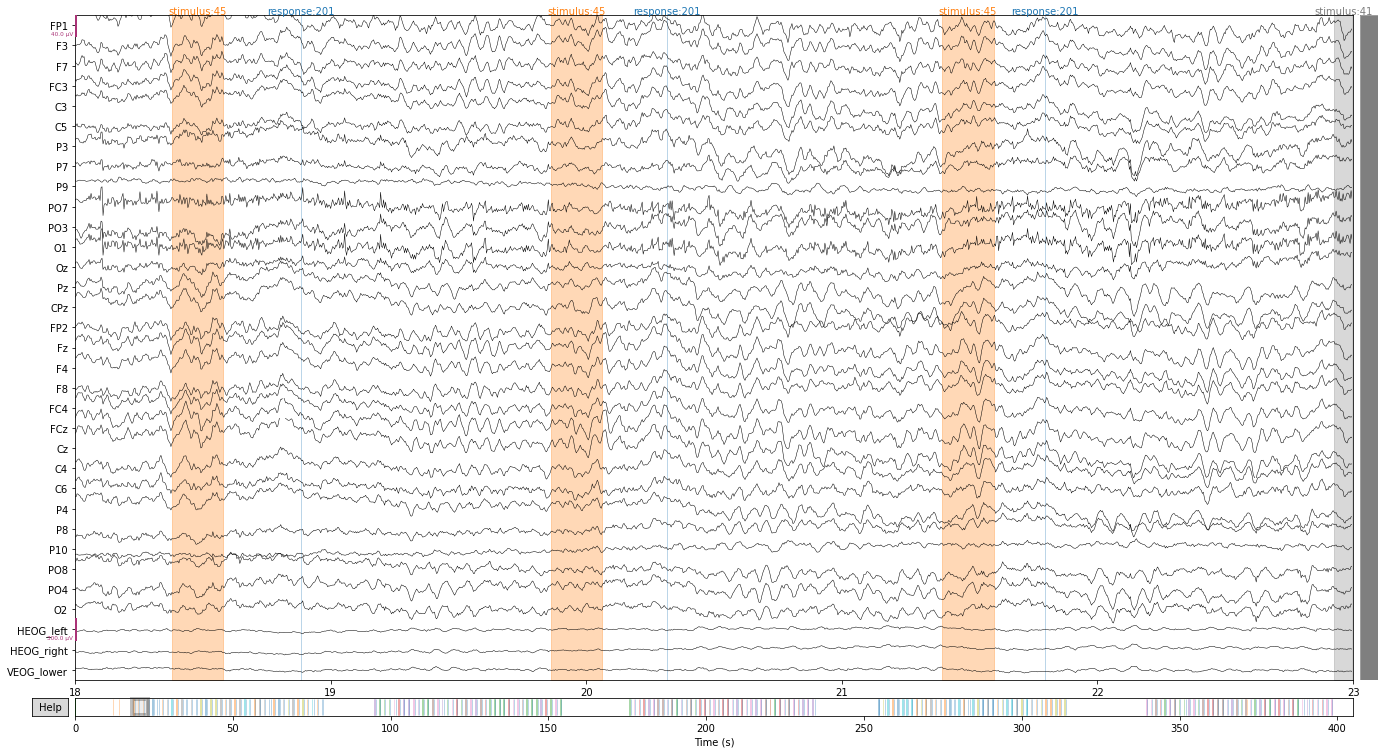 stimulus:45 response:201 stimulus:45 response:201 stimulus:45 response:201 stimulus:41
FP1
40.0 µV
F3
F7
FC3
C3
C5
P3
P7
P9
PO7
PO3
O1
Oz
Pz
CPz
FP2
Fz
F4
F8
FC4
FCz
Cz
C4
C6
P4
P8
P10
PO8
PO4
O2
HEOG_left
HEOG_right
VEOG_lower
18 19 20 21 22 23
Help
0 50 100 150 200 250 300 350 400
Time (s)